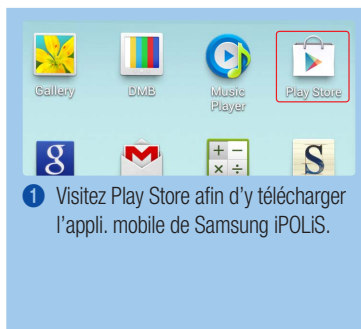 Gallery DMB Music Player Play Store
g M + − × ÷ S
1 Visitez Play Store afin d'y télécharger
l'appli. mobile de Samsung iPOLiS.